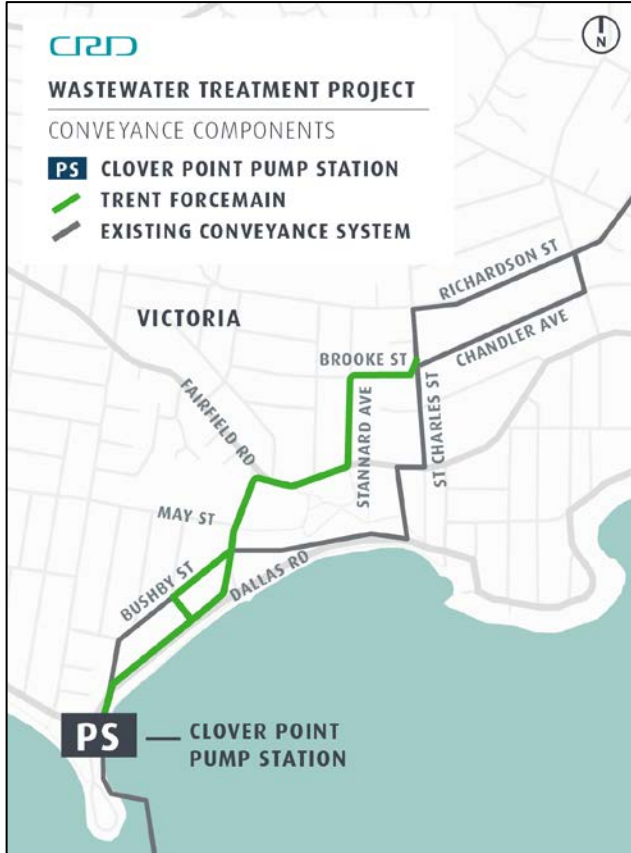 CRD
N
WASTEWATER TREATMENT PROJECT
CONVEYANCE COMPONENTS
PS CLOVER POINT PUMP STATION
TRENT FORCEMAIN
EXISTING CONVEYANCE SYSTEM
RICHARDSON ST
VICTORIA
CHANDLER AVE
BROOKE ST
FAIRFIELD RD
STANNARD AVE
ST CHARLES ST
MAY ST
BUSHBY ST
DALLAS RD
PS
CLOVER POINT
PUMP STATION